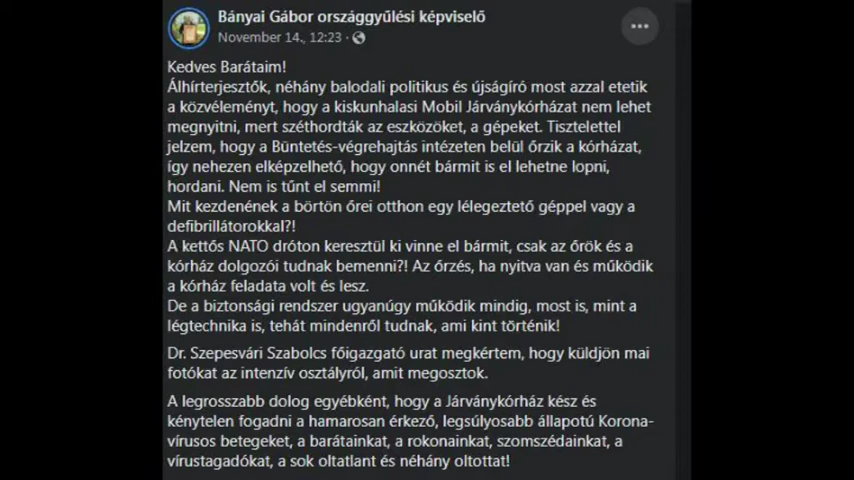 Bányai Gábor országgyűlési képviselő
November 14., 12:23 ·
Kedves Barátaim!
Álhírterjesztők, néhány balodali politikus és újságíró most azzal etetik
a közvéleményt, hogy a kiskunhalasi Mobil Járványkórházat nem lehet
megnyitni, mert széthordták az eszközöket, a gépeket. Tisztelettel
jelzem, hogy a Büntetés-végrehajtás intézeten belül őrzik a kórházat,
így nehezen elképzelhető, hogy onnét bármit is el lehetne lopni,
hordani. Nem is tűnt el semmi!
Mit kezdenének a börtön őrei otthon egy lélegeztető géppel vagy a
defibrillátorokkal?!
A kettős NATO dróton keresztül ki vinne el bármit, csak az őrök és a
kórház dolgozói tudnak bemenni?! Az őrzés, ha nyitva van és működik
a kórház feladata volt és lesz.
De a biztonsági rendszer ugyanúgy működik mindig, most is, mint a
légtechnika is, tehát mindenről tudnak, ami kint történik!
Dr. Szepesvári Szabolcs főigazgató urat megkértem, hogy küldjön mai
fotókat az intenzív osztályról, amit megosztok.
A legrosszabb dolog egyébként, hogy a Járványkórház kész és
kénytelen fogadni a hamarosan érkező, legsúlyosabb állapotú Korona-
vírusos betegeket, a barátainkat, a rokonainkat, szomszédainkat, a
vírustagadókat, a sok oltatlant és néhány oltottat!